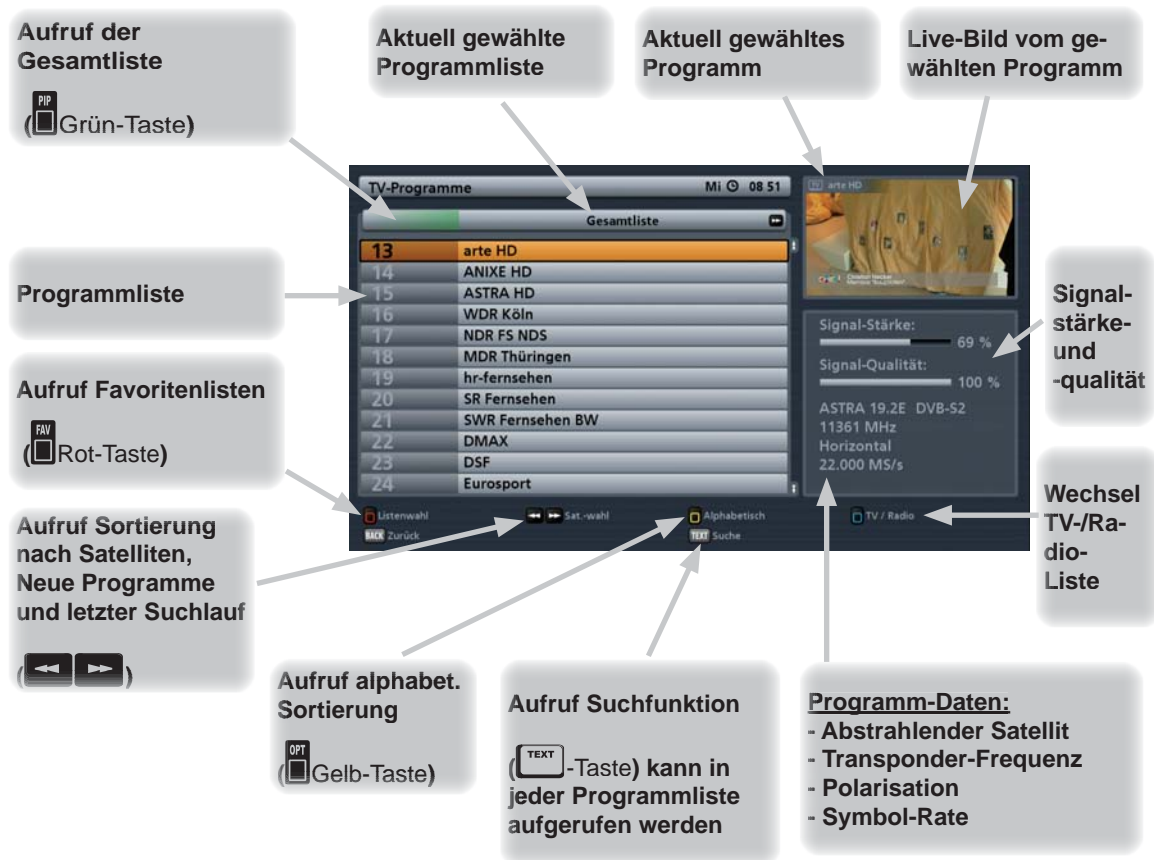 Aufruf der
Gesamtliste
PIP
(Grün-Taste)
Aktuell gewählte
Programmliste
Aktuell gewähltes
Programm
Live-Bild vom ge-
wählten Programm
TV-Programme
Mi 08 51
Gesamtliste
13 arte HD
14 ANIXE HD
15 ASTRA HD
16 WDR Köln
17 NDR FS NDS
18 MDR Thüringen
19 hr-fernsehen
20 SR Fernsehen
21 SWR Fernsehen BW
22 DMAX
23 DSF
24 Eurosport
TV arte HD
Signal-Stärke:
69 %
Signal-Qualität:
100 %
ASTRA 19.2E DVB-S2
11361 MHz
Horizontal
22.000 MS/s
Listenwahl
Sat.-wahl
Alphabetisch
TV / Radio
BACK Zurück
TEXT Suche
Programmliste
Aufruf Favoritenlisten
FAV
(Rot-Taste)
Aufruf Sortierung
nach Satelliten,
Neue Programme
und letzter Suchlauf
( )
Signal-
stärke-
und
-qualität
Wechsel
TV-/Ra-
dio-
Liste
Aufruf alphabet.
Sortierung
OPT
(Gelb-Taste)
Aufruf Suchfunktion
(TEXT-Taste) kann in
jeder Programmliste
aufgerufen werden
Programm-Daten:
- Abstrahlender Satellit
- Transponder-Frequenz
- Polarisation
- Symbol-Rate